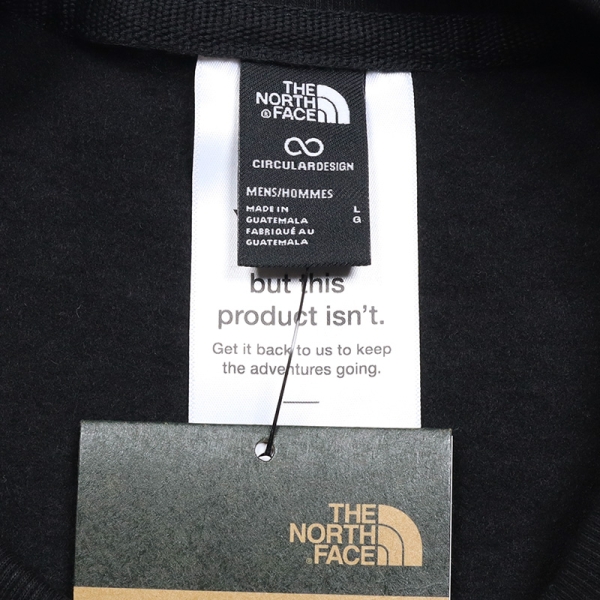 THE
NORTH
FACE
CIRCULARDESIGN
MENS/HOMMES
MADE IN L
GUATEMALA G
FABRIQUÉ AU
GUATEMALA
but this
product isn't.
Get it back to us to keep
the adventures going.
THE
NORTH
FACE